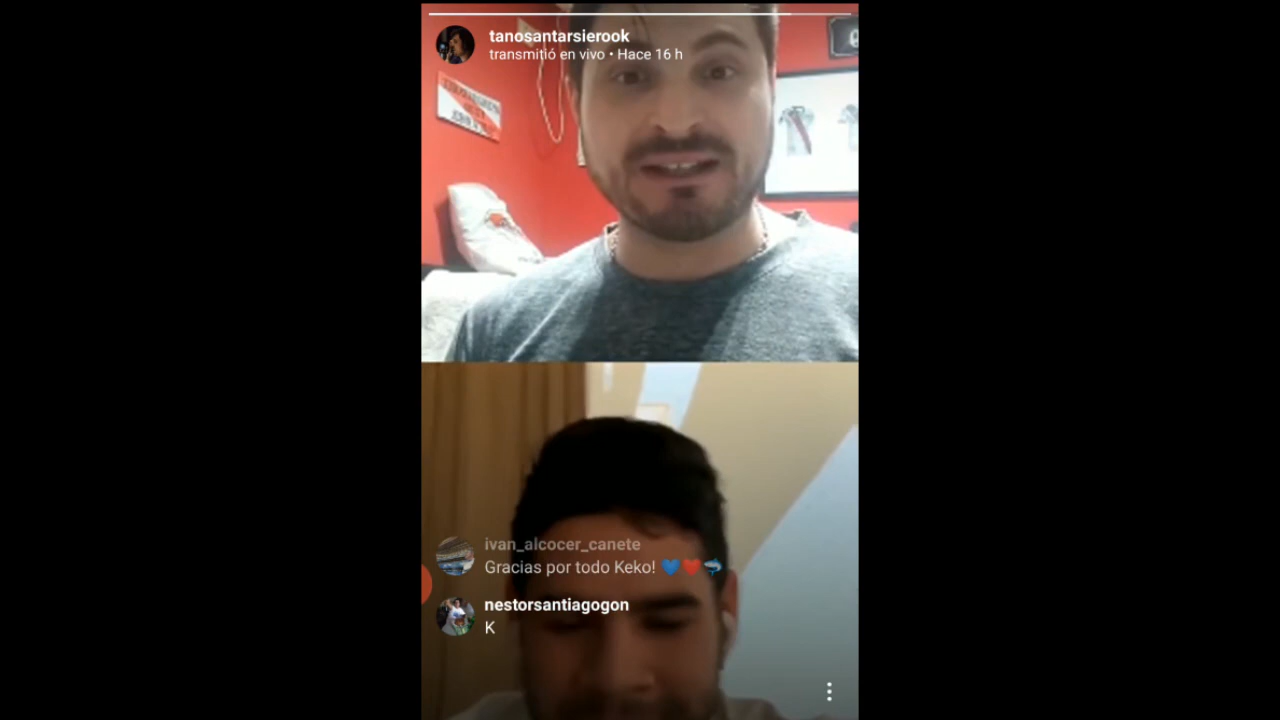 tanosantarsierook
transmitió en vivo • Hace 16 h
ivan_alcocer_canete
Gracias por todo Keko! 💙❤️🦈
nestorsantiagogon
K